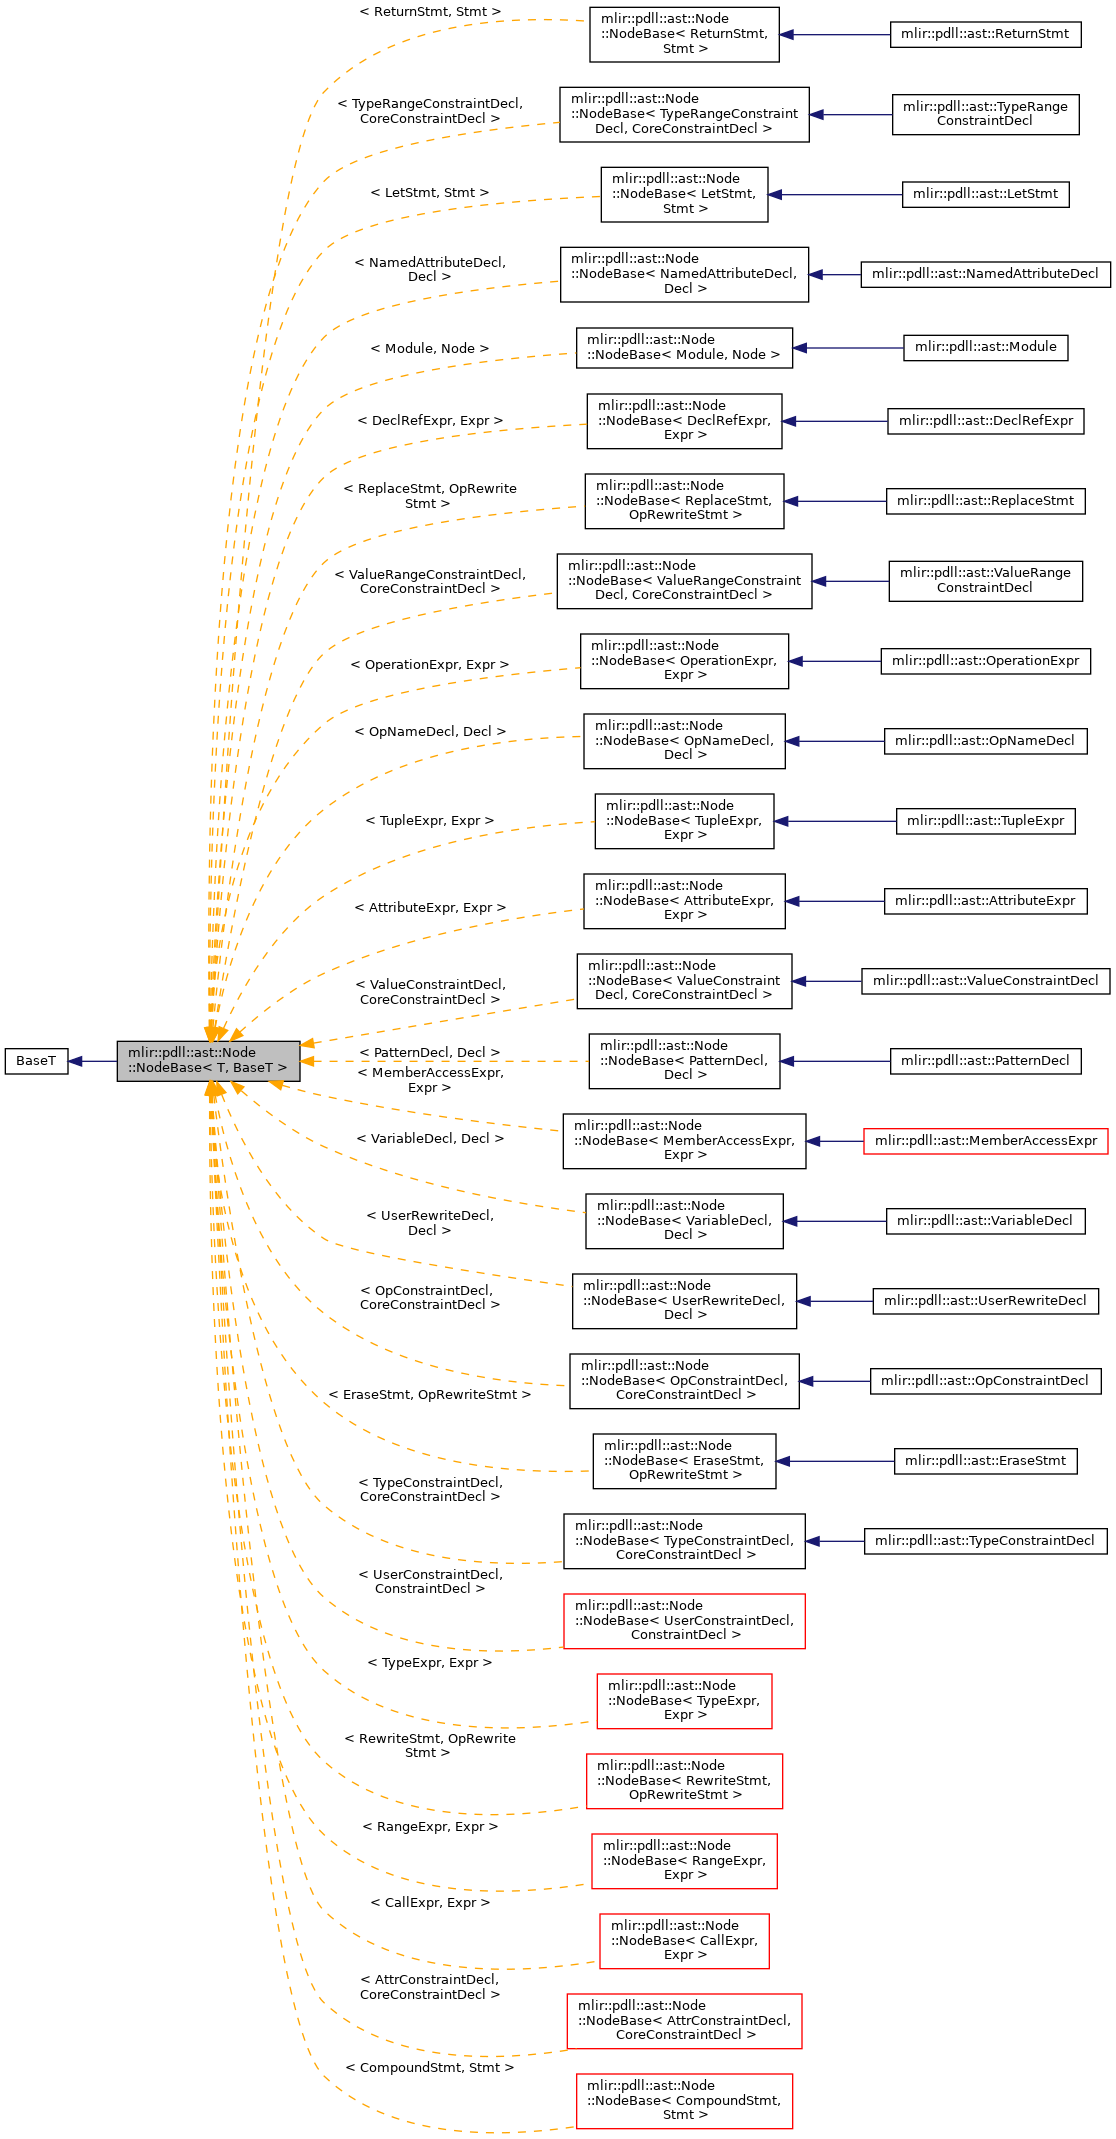 < ReturnStmt, Stmt >
mlir::pdll::ast::Node
::NodeBase< ReturnStmt,
Stmt >
mlir::pdll::ast::ReturnStmt
< TypeRangeConstraintDecl,
CoreConstraintDecl >
mlir::pdll::ast::Node
::NodeBase< TypeRangeConstraint
Decl, CoreConstraintDecl >
mlir::pdll::ast::TypeRange
ConstraintDecl
< LetStmt, Stmt >
mlir::pdll::ast::Node
::NodeBase< LetStmt,
Stmt >
mlir::pdll::ast::LetStmt
< NamedAttributeDecl,
Decl >
mlir::pdll::ast::Node
::NodeBase< NamedAttributeDecl,
Decl >
mlir::pdll::ast::NamedAttributeDecl
< Module, Node >
mlir::pdll::ast::Node
::NodeBase< Module, Node >
mlir::pdll::ast::Module
< DeclRefExpr, Expr >
mlir::pdll::ast::Node
::NodeBase< DeclRefExpr,
Expr >
mlir::pdll::ast::DeclRefExpr
< ReplaceStmt, OpRewrite
Stmt >
mlir::pdll::ast::Node
::NodeBase< ReplaceStmt,
OpRewriteStmt >
mlir::pdll::ast::ReplaceStmt
< ValueRangeConstraintDecl,
CoreConstraintDecl >
mlir::pdll::ast::Node
::NodeBase< ValueRangeConstraint
Decl, CoreConstraintDecl >
mlir::pdll::ast::ValueRange
ConstraintDecl
< OperationExpr, Expr >
mlir::pdll::ast::Node
::NodeBase< OperationExpr,
Expr >
mlir::pdll::ast::OperationExpr
< OpNameDecl, Decl >
mlir::pdll::ast::Node
::NodeBase< OpNameDecl,
Decl >
mlir::pdll::ast::OpNameDecl
< TupleExpr, Expr >
mlir::pdll::ast::Node
::NodeBase< TupleExpr,
Expr >
mlir::pdll::ast::TupleExpr
< AttributeExpr, Expr >
mlir::pdll::ast::Node
::NodeBase< AttributeExpr,
Expr >
mlir::pdll::ast::AttributeExpr
< ValueConstraintDecl,
CoreConstraintDecl >
mlir::pdll::ast::Node
::NodeBase< ValueConstraint
Decl, CoreConstraintDecl >
mlir::pdll::ast::ValueConstraintDecl
BaseT
mlir::pdll::ast::Node
::NodeBase< T, BaseT >
< PatternDecl, Decl >
mlir::pdll::ast::Node
::NodeBase< PatternDecl,
Decl >
mlir::pdll::ast::PatternDecl
< MemberAccessExpr,
Expr >
mlir::pdll::ast::Node
::NodeBase< MemberAccessExpr,
Expr >
mlir::pdll::ast::MemberAccessExpr
< VariableDecl, Decl >
mlir::pdll::ast::Node
::NodeBase< VariableDecl,
Decl >
mlir::pdll::ast::VariableDecl
< UserRewriteDecl,
Decl >
mlir::pdll::ast::Node
::NodeBase< UserRewriteDecl,
Decl >
mlir::pdll::ast::UserRewriteDecl
< OpConstraintDecl,
CoreConstraintDecl >
mlir::pdll::ast::Node
::NodeBase< OpConstraintDecl,
CoreConstraintDecl >
mlir::pdll::ast::OpConstraintDecl
< EraseStmt, OpRewriteStmt >
mlir::pdll::ast::Node
::NodeBase< EraseStmt,
OpRewriteStmt >
mlir::pdll::ast::EraseStmt
< TypeConstraintDecl,
CoreConstraintDecl >
mlir::pdll::ast::Node
::NodeBase< TypeConstraintDecl,
CoreConstraintDecl >
mlir::pdll::ast::TypeConstraintDecl
< UserConstraintDecl,
ConstraintDecl >
mlir::pdll::ast::Node
::NodeBase< UserConstraintDecl,
ConstraintDecl >
< TypeExpr, Expr >
mlir::pdll::ast::Node
::NodeBase< TypeExpr,
Expr >
< RewriteStmt, OpRewrite
Stmt >
mlir::pdll::ast::Node
::NodeBase< RewriteStmt,
OpRewriteStmt >
< RangeExpr, Expr >
mlir::pdll::ast::Node
::NodeBase< RangeExpr,
Expr >
< CallExpr, Expr >
mlir::pdll::ast::Node
::NodeBase< CallExpr,
Expr >
< AttrConstraintDecl,
CoreConstraintDecl >
mlir::pdll::ast::Node
::NodeBase< AttrConstraintDecl,
CoreConstraintDecl >
< CompoundStmt, Stmt >
mlir::pdll::ast::Node
::NodeBase< CompoundStmt,
Stmt >